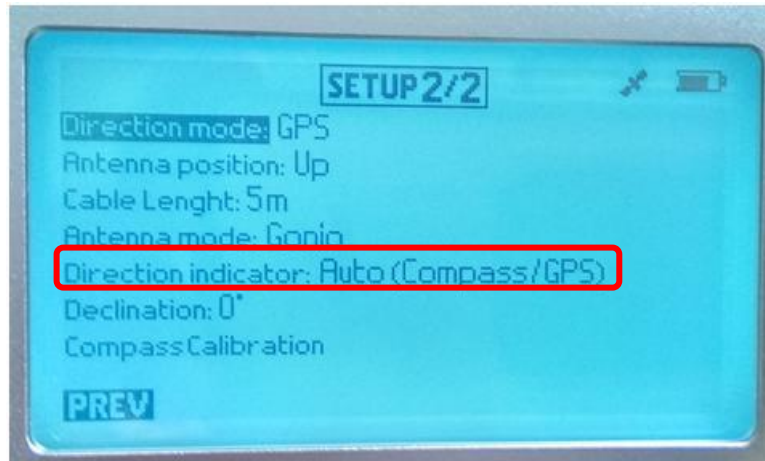 SETUP 2/2
Direction mode: GPS
Antenna position: Up
Cable Lenght: 5m
Antenna mode: Gonio
Direction indicator: Auto (Compass/GPS)
Declination: 0°
Compass Calibration
PREV